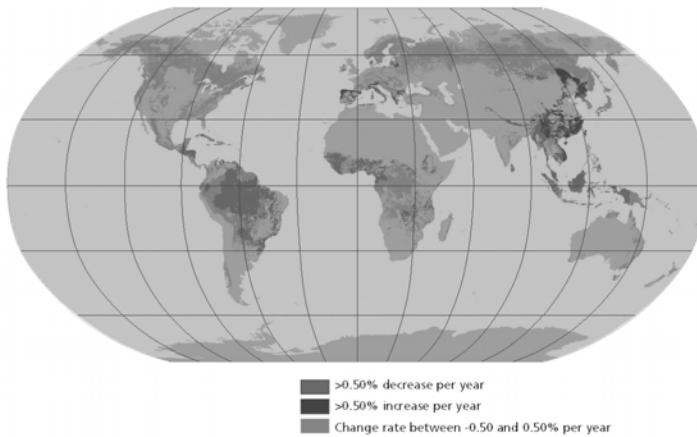 >0.50% decrease per year
>0.50% increase per year
Change rate between -0.50 and 0.50% per year